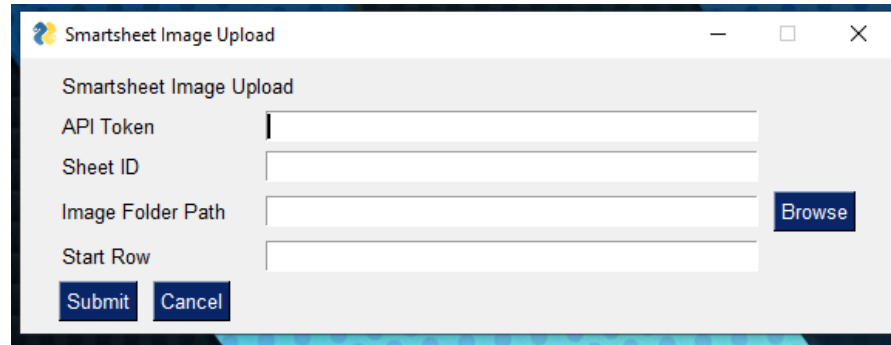 Smartsheet Image Upload
Smartsheet Image Upload
API Token
Sheet ID
Image Folder Path Browse
Start Row
Submit Cancel